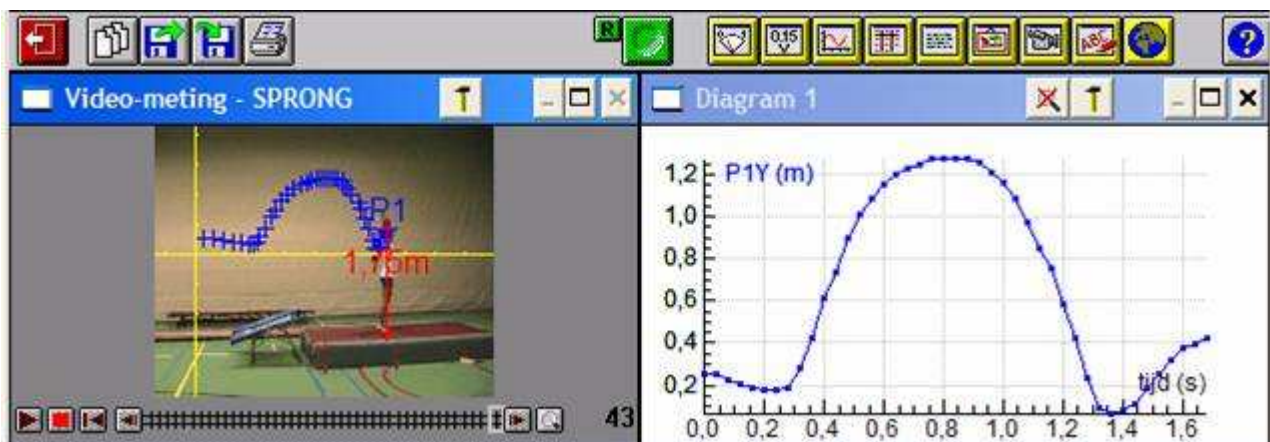 R 0,15 ABC ?
Video-meting - SPRONG
P1
1,75m
43
Diagram 1
P1Y (m)
1,2
1,0
0,8
0,6
0,4
0,2
tijd (s)
0,0 0,2 0,4 0,6 0,8 1,0 1,2 1,4 1,6